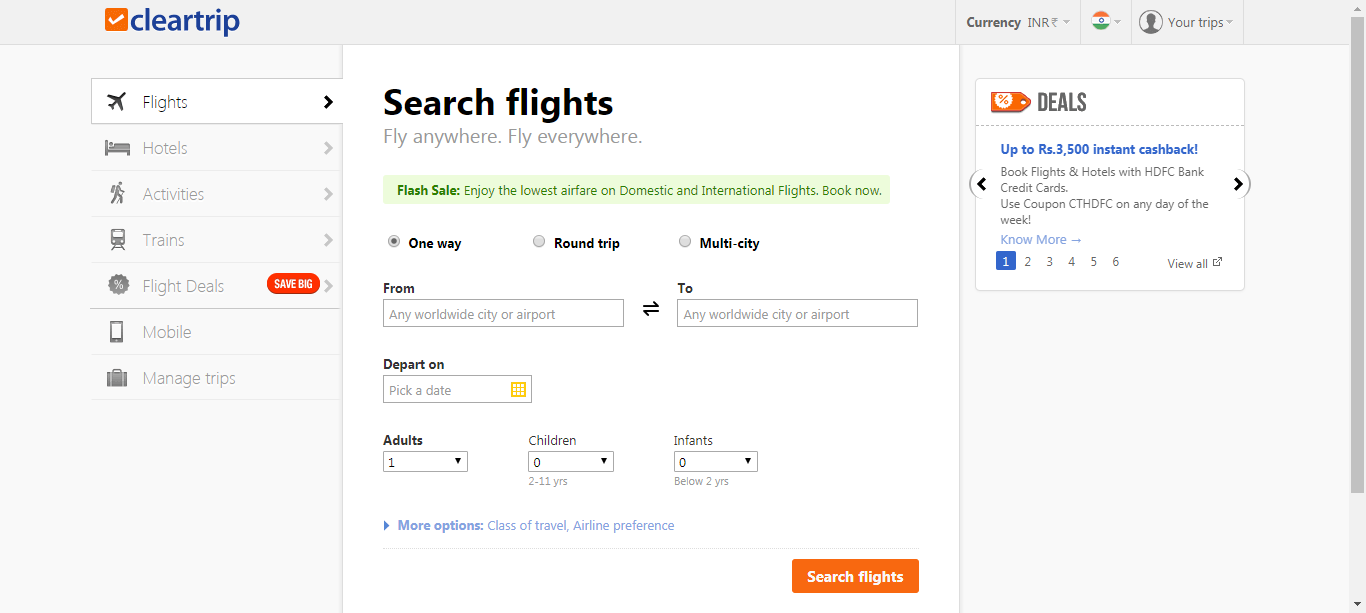 cleartrip
Currency INR ₹
Your trips
Flights
Hotels
Activities
Trains
Flight Deals SAVE BIG
Mobile
Manage trips
Search flights
Fly anywhere. Fly everywhere.
Flash Sale: Enjoy the lowest airfare on Domestic and International Flights. Book now.
One way Round trip Multi-city
From To
Any worldwide city or airport Any worldwide city or airport
Depart on
Pick a date
Adults Children Infants
1 0 0
2-11 yrs Below 2 yrs
More options: Class of travel, Airline preference
Search flights
% DEALS
Up to Rs.3,500 instant cashback!
Book Flights & Hotels with HDFC Bank
Credit Cards.
Use Coupon CTHDFC on any day of the
week!
Know More →
1 2 3 4 5 6 View all